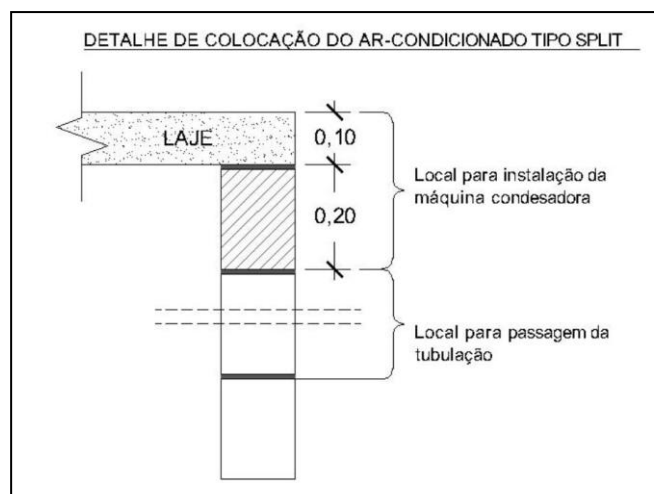 DETALHE DE COLOCAÇÃO DO AR-CONDICIONADO TIPO SPLIT
LAJE
0,10
0,20
Local para instalação da
máquina condesadora
Local para passagem da
tubulação